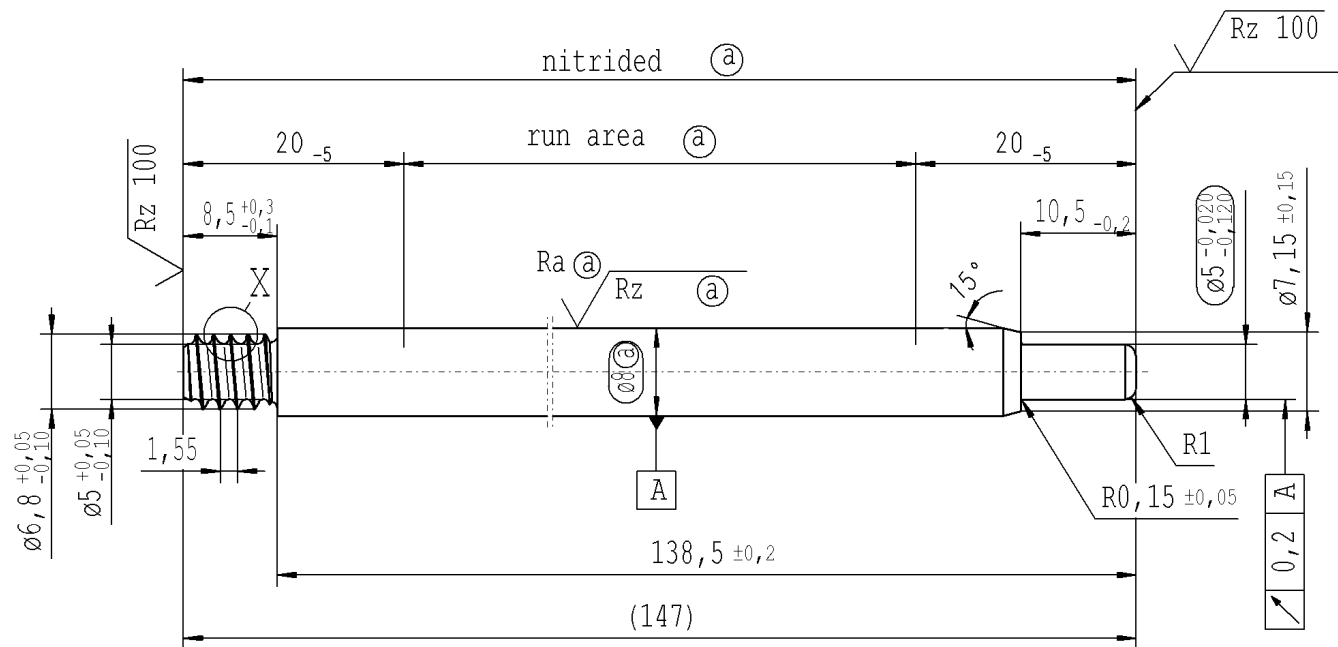 Rz 100
nitrided ⓐ
run area ⓐ
20 -5
20 -5
Rz 100
8,5 +0,3 -0,1
10,5 -0,2
ø5 -0,020 -0,120
ø7,15 ±0,15
X
Ra ⓐ
Rz ⓐ
15°
ø8 ⓐ
ø6,8 +0,05 -0,10
ø5 +0,05 -0,10
1,55
A
R1
R0,15 ±0,05
0,2 A
138,5 ±0,2
(147)